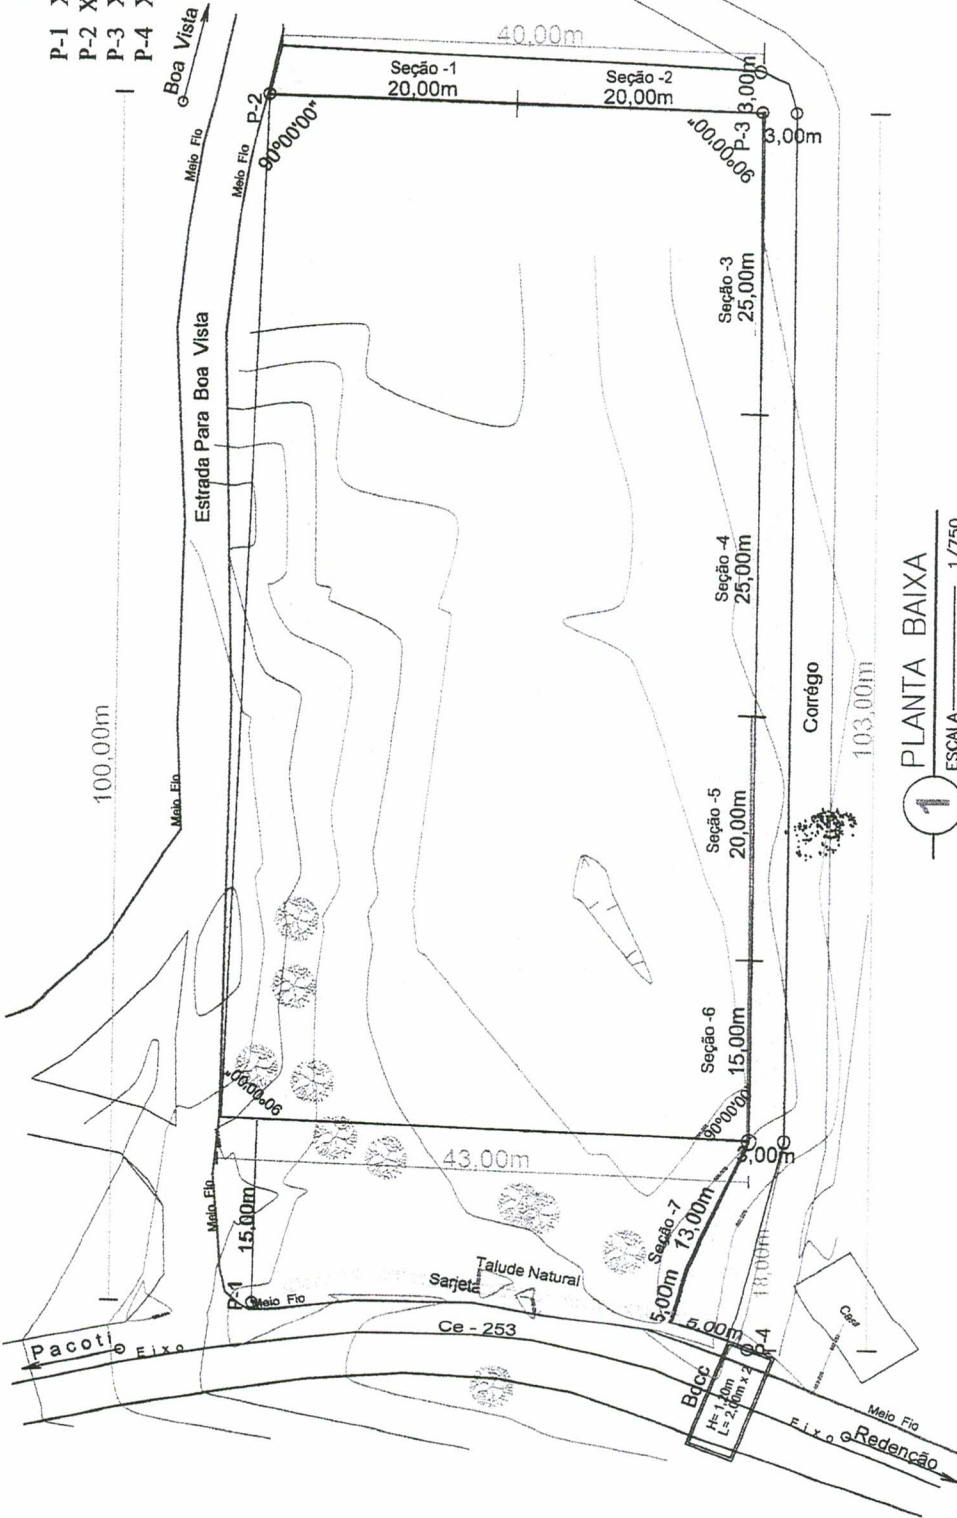 P-1 X
P-2 X
P-3 X
P-4 X
Boa Vista
40,00m
Seção -1
20,00m
Seção -2
20,00m
3,00m
P-2
P-3
3,00m
90°00'00"
90°00'00"
Meio Fio
Meio Fio
Estrada Para Boa Vista
Seção -3
25,00m
Seção -4
25,00m
100,00m
Meio Fio
Corrégo
103,00m
Seção -5
20,00m
Seção -6
15,00m
90°00'00"
90°00'00"
43,00m
3,00m
Meio Fio
15,00m
Seção -7
13,00m
Talude Natural
Sarjeta
18,00m
P-1
Meio Fio
5,00m
5,00m
P-4
Casa
Ce - 253
Pacoti
Eixo
Bdcc
H= 1,20m
L= 2,00m x 2
Eixo
Redenção
Meio Fio
1
PLANTA BAIXA
ESCALA 1/750